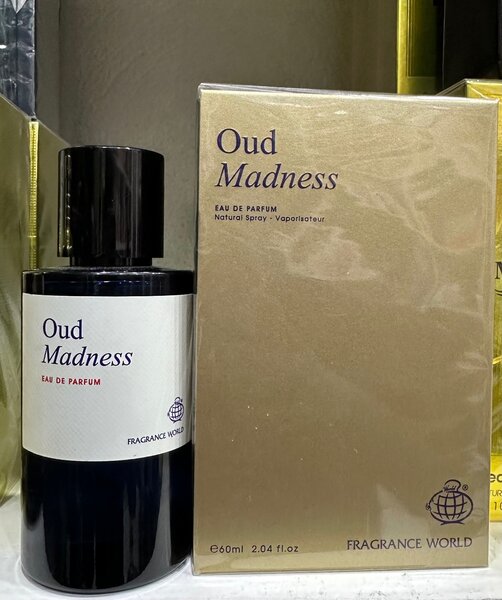 Oud
Madness
EAU DE PARFUM
FRAGRANCE WORLD
Oud
Madness
EAU DE PARFUM
Natural Spray - Vaporisateur
℮60ml 2.04 fl.oz
FRAGRANCE WORLD